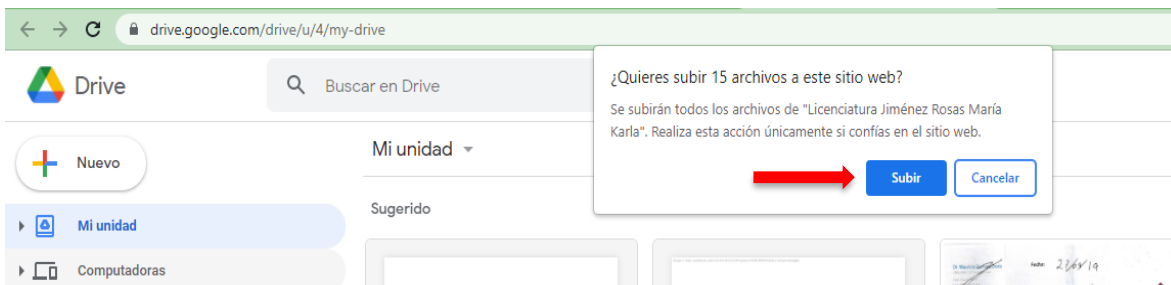 drive.google.com/drive/u/4/my-drive
Drive
Buscar en Drive
¿Quieres subir 15 archivos a este sitio web?
Se subirán todos los archivos de "Licenciatura Jiménez Rosas María
Karla". Realiza esta acción únicamente si confías en el sitio web.
Subir
Cancelar
Nuevo
Mi unidad
Sugerido
Mi unidad
Computadoras
Fecha: